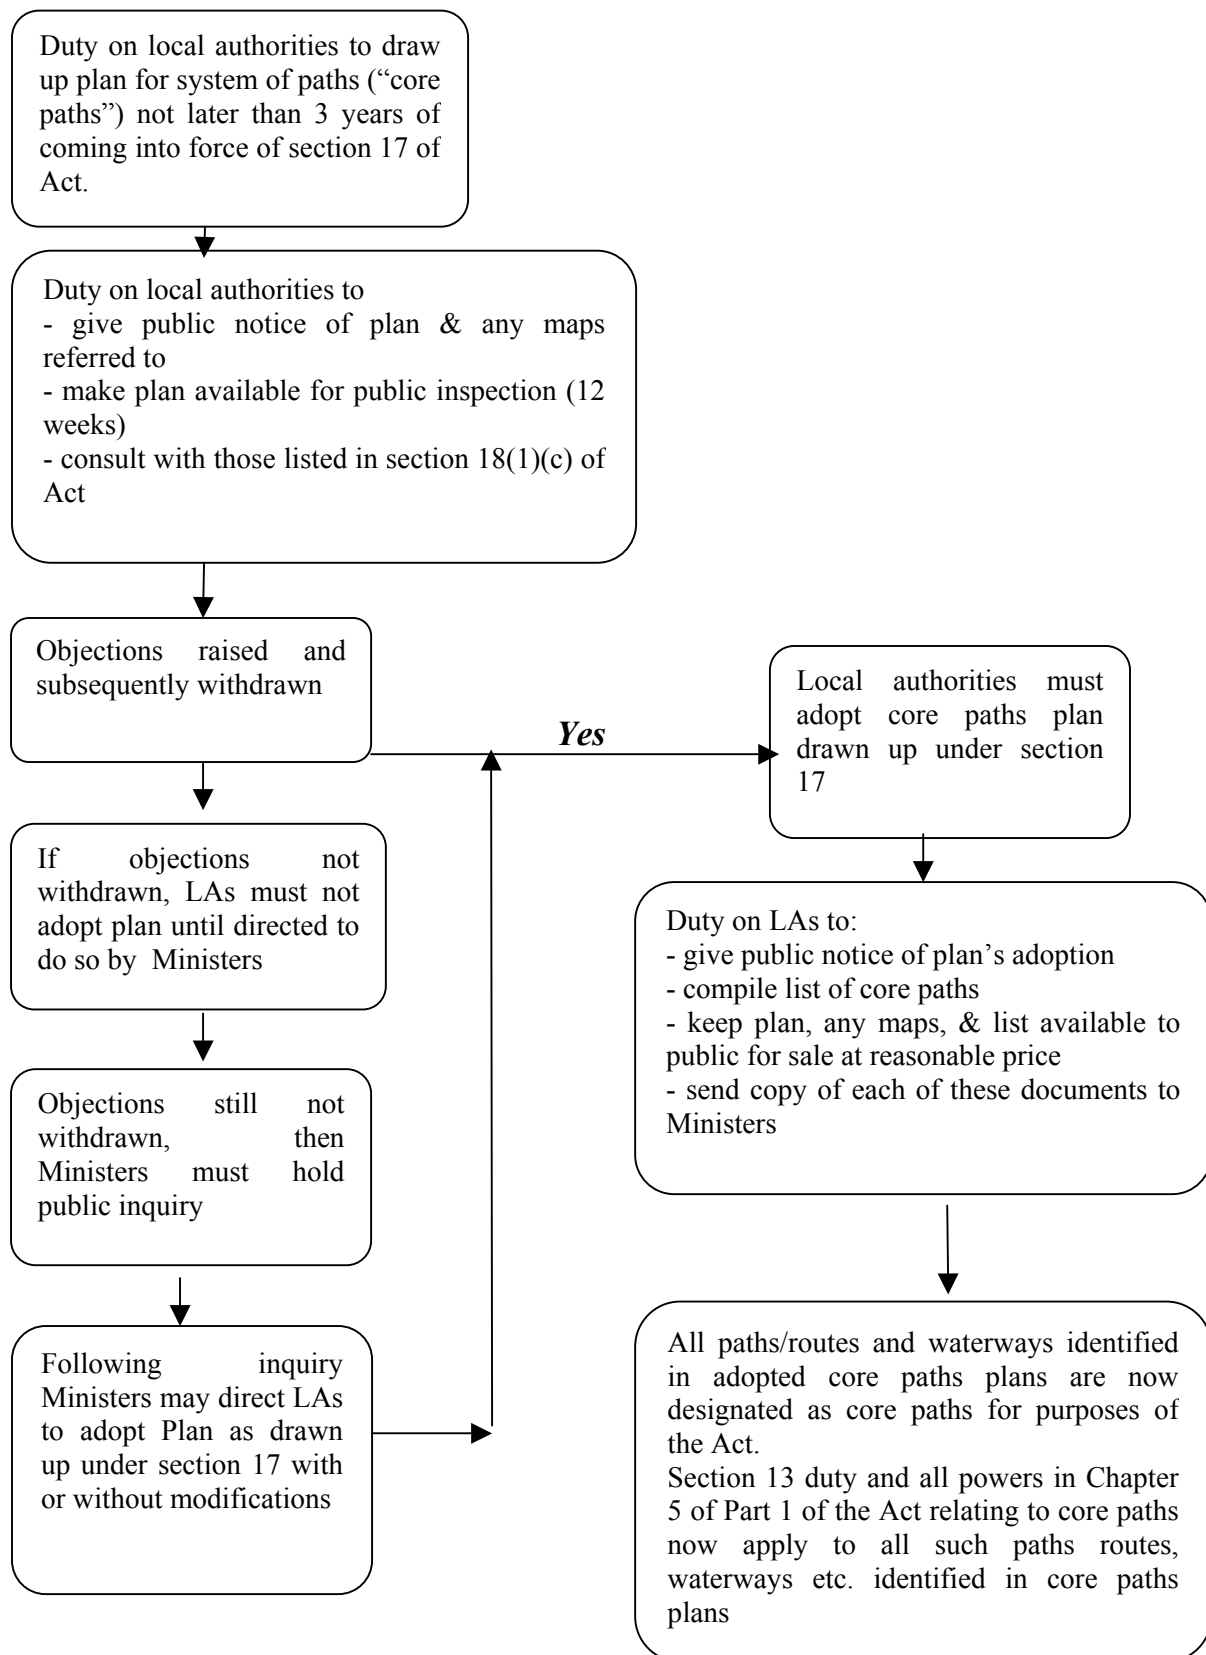 Duty on local authorities to draw
up plan for system of paths (“core
paths”) not later than 3 years of
coming into force of section 17 of
Act.
Duty on local authorities to
- give public notice of plan & any maps
referred to
- make plan available for public inspection (12
weeks)
- consult with those listed in section 18(1)(c) of
Act
Objections raised and
subsequently withdrawn
Yes
Local authorities must
adopt core paths plan
drawn up under section
17
If objections not
withdrawn, LAs must not
adopt plan until directed to
do so by Ministers
Objections still not
withdrawn, then
Ministers must hold
public inquiry
Following inquiry
Ministers may direct LAs
to adopt Plan as drawn
up under section 17 with
or without modifications
Duty on LAs to:
- give public notice of plan’s adoption
- compile list of core paths
- keep plan, any maps, & list available to
public for sale at reasonable price
- send copy of each of these documents to
Ministers
All paths/routes and waterways identified
in adopted core paths plans are now
designated as core paths for purposes of
the Act.
Section 13 duty and all powers in Chapter
5 of Part 1 of the Act relating to core paths
now apply to all such paths routes,
waterways etc. identified in core paths
plans